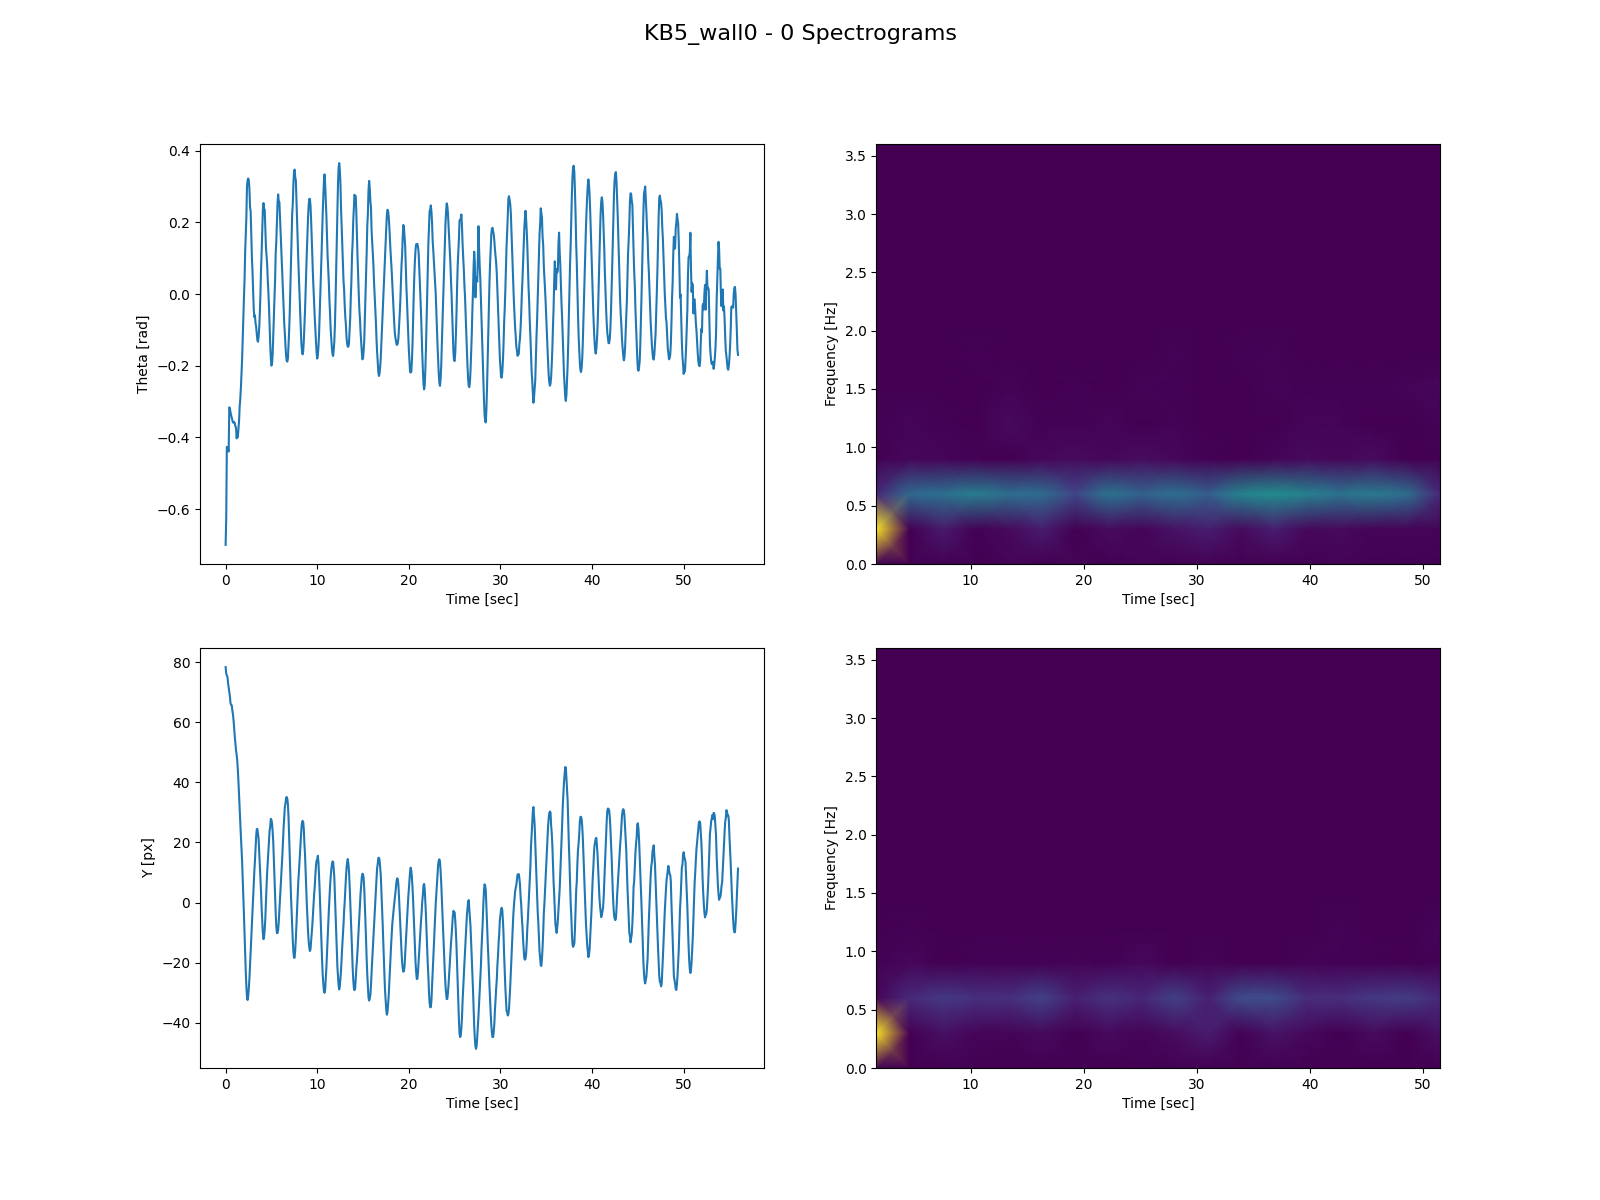 KB5_wall0 - 0 Spectrograms
0.4
0.2
0.0
−0.2
−0.4
−0.6
Theta [rad]
0 10 20 30 40 50
Time [sec]
3.5
3.0
2.5
2.0
1.5
1.0
0.5
0.0
Frequency [Hz]
10 20 30 40 50
Time [sec]
80
60
40
20
0
−20
−40
Y [px]
0 10 20 30 40 50
Time [sec]
3.5
3.0
2.5
2.0
1.5
1.0
0.5
0.0
Frequency [Hz]
10 20 30 40 50
Time [sec]